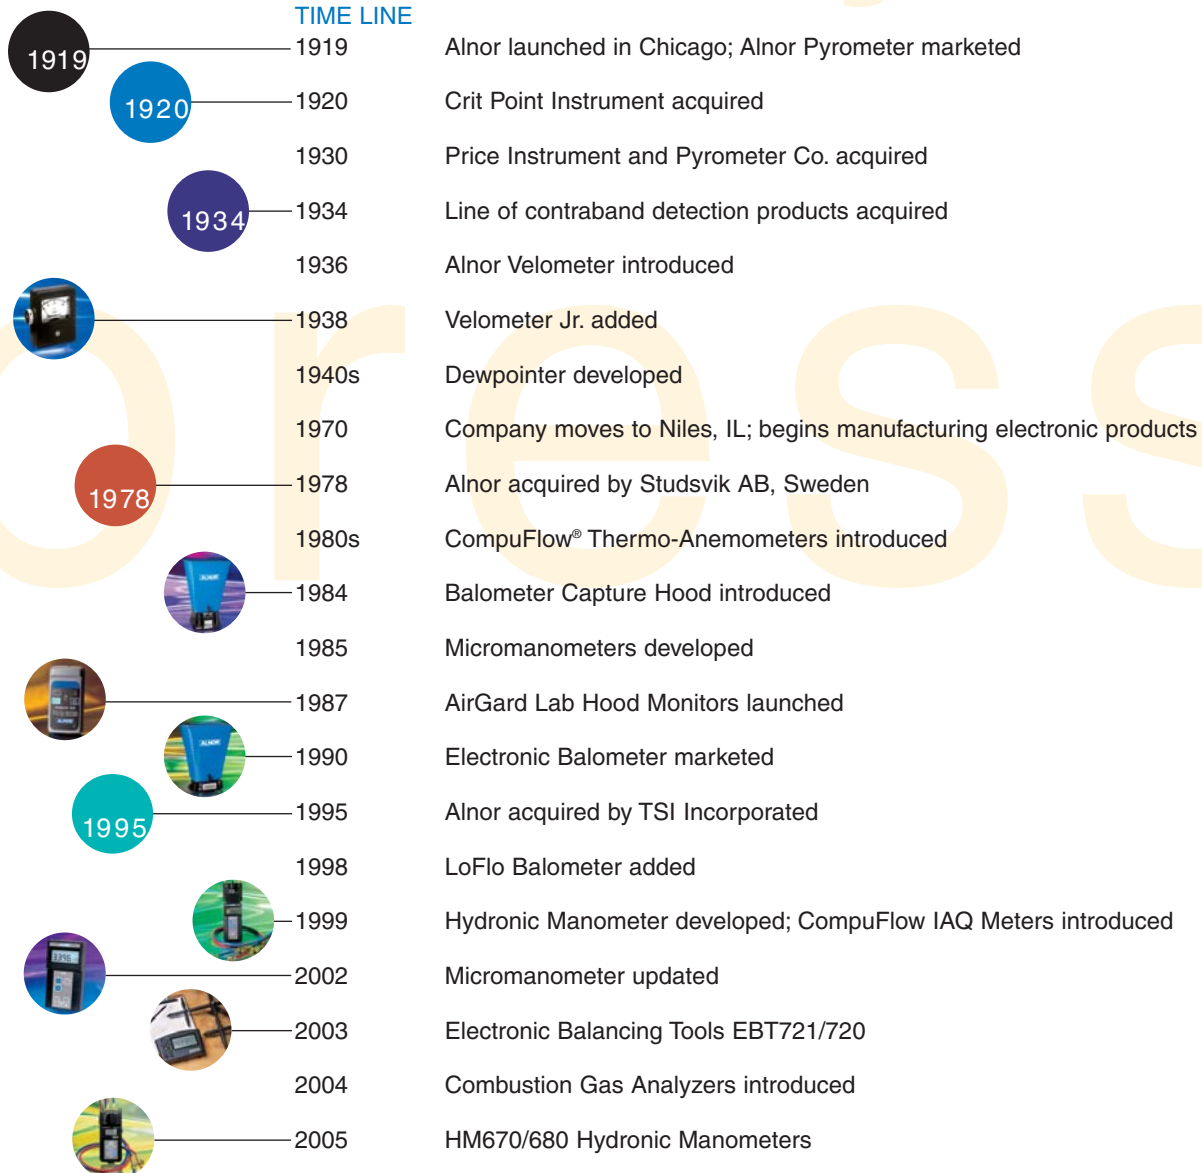 TIME LINE
1919 1919 Alnor launched in Chicago; Alnor Pyrometer marketed
1920 1920 Crit Point Instrument acquired
1930 Price Instrument and Pyrometer Co. acquired
1934 1934 Line of contraband detection products acquired
1936 Alnor Velometer introduced
1938 Velometer Jr. added
1940s Dewpointer developed
press
1970 Company moves to Niles, IL; begins manufacturing electronic products
1978 1978 Alnor acquired by Studsvik AB, Sweden
1980s CompuFlow® Thermo-Anemometers introduced
ALNOR 1984 Balometer Capture Hood introduced
1985 Micromanometers developed
ALNOR 1987 AirGard Lab Hood Monitors launched
ALNOR 1990 Electronic Balometer marketed
1995 1995 Alnor acquired by TSI Incorporated
1998 LoFlo Balometer added
1999 Hydronic Manometer developed; CompuFlow IAQ Meters introduced
2002 Micromanometer updated
2003 Electronic Balancing Tools EBT721/720
2004 Combustion Gas Analyzers introduced
2005 HM670/680 Hydronic Manometers